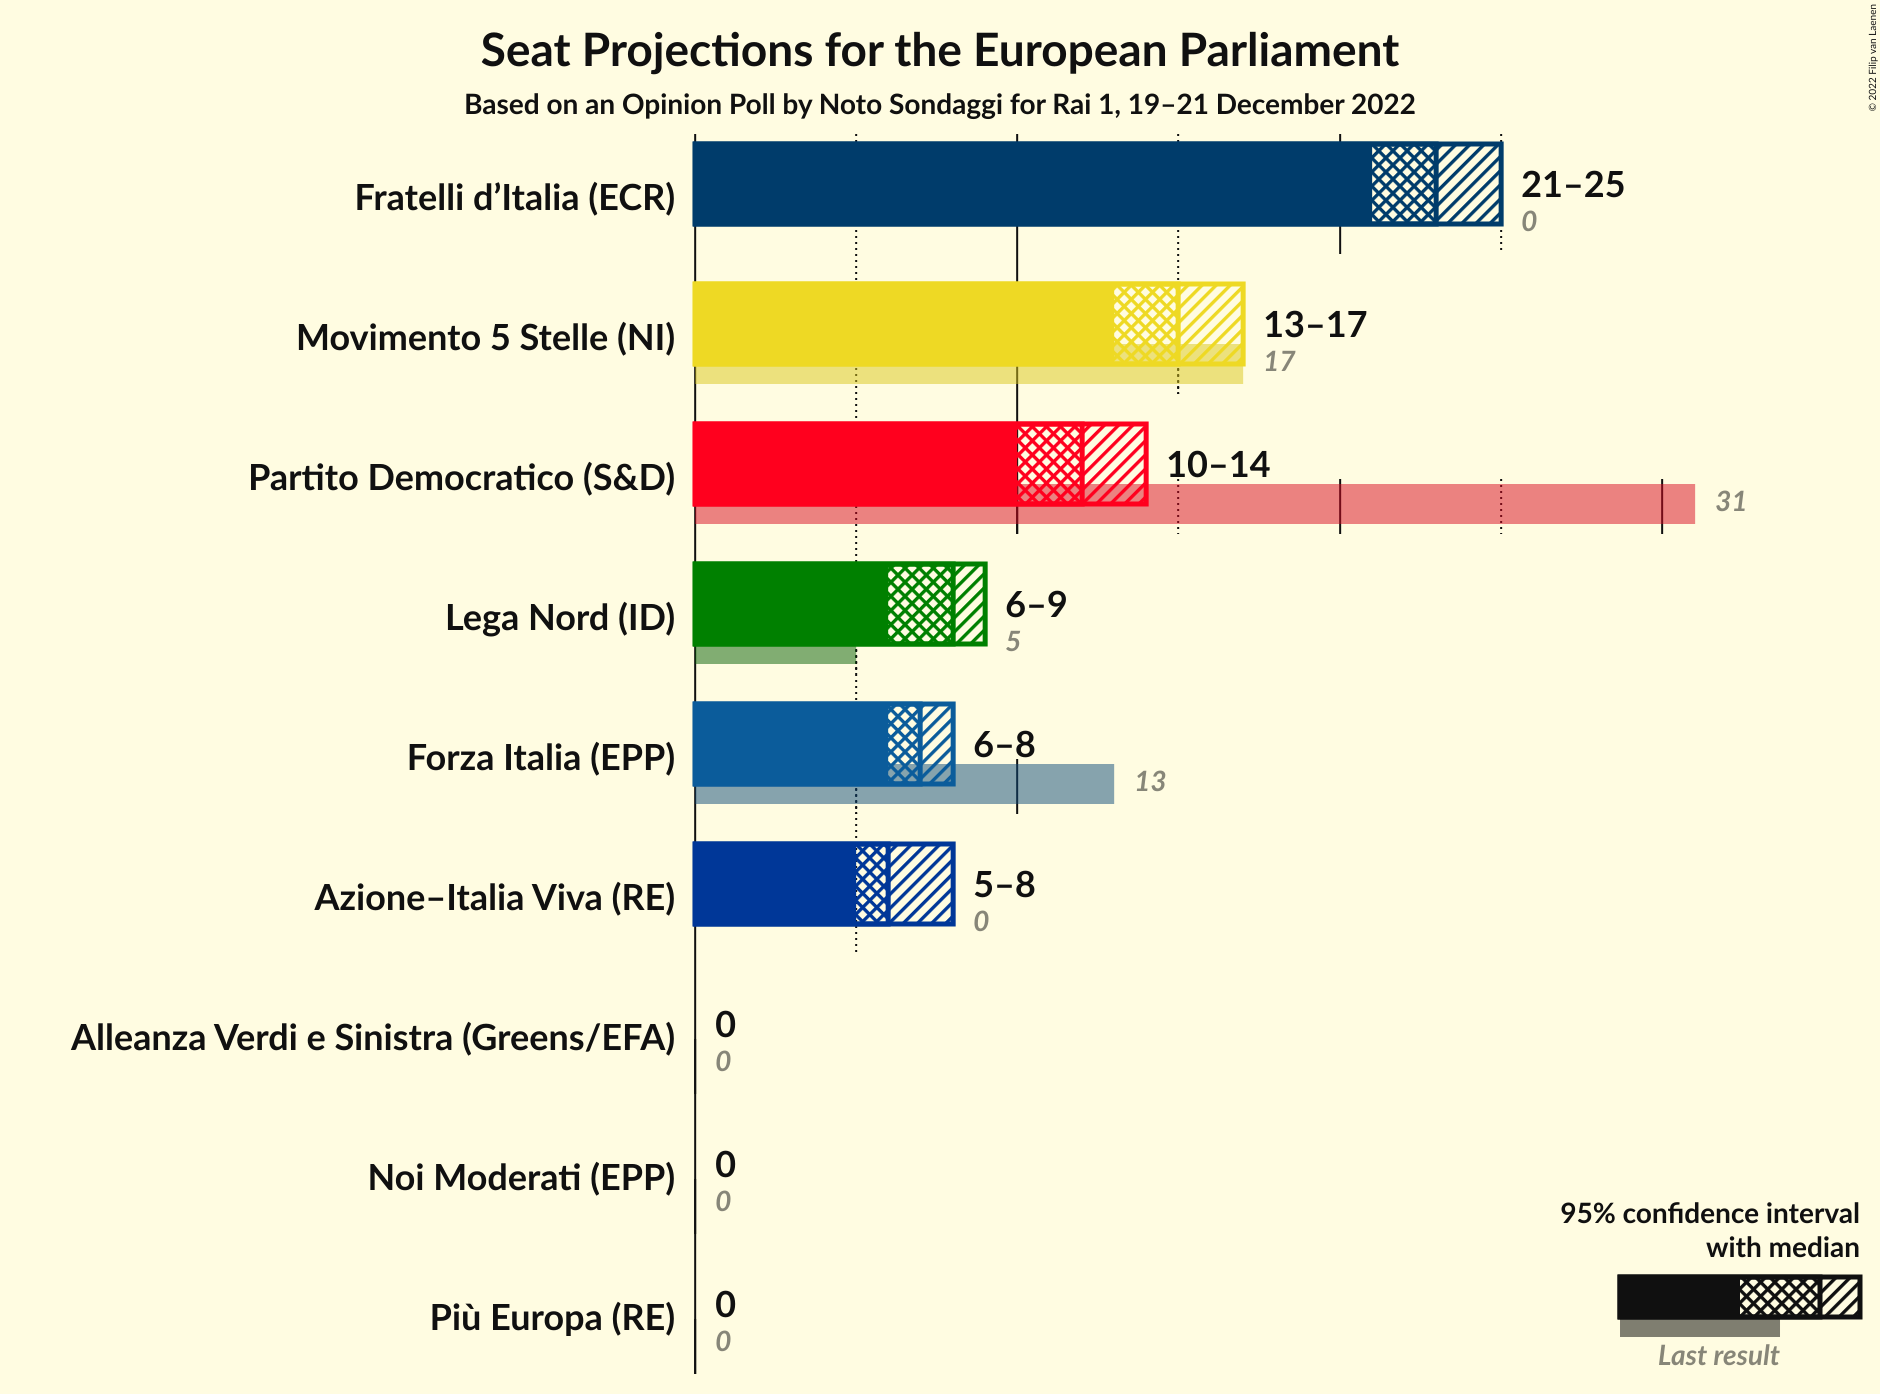 Seat Projections for the European Parliament
Based on an Opinion Poll by Noto Sondaggi for Rai 1, 19–21 December 2022
© 2022 Filip van Laenen
Fratelli d’Italia (ECR)
21–25
0
Movimento 5 Stelle (NI)
13–17
17
Partito Democratico (S&D)
10–14
31
Lega Nord (ID)
6–9
5
Forza Italia (EPP)
6–8
13
Azione–Italia Viva (RE)
5–8
0
Alleanza Verdi e Sinistra (Greens/EFA)
0
0
Noi Moderati (EPP)
0
0
Più Europa (RE)
0
0
95% confidence interval
with median
Last result